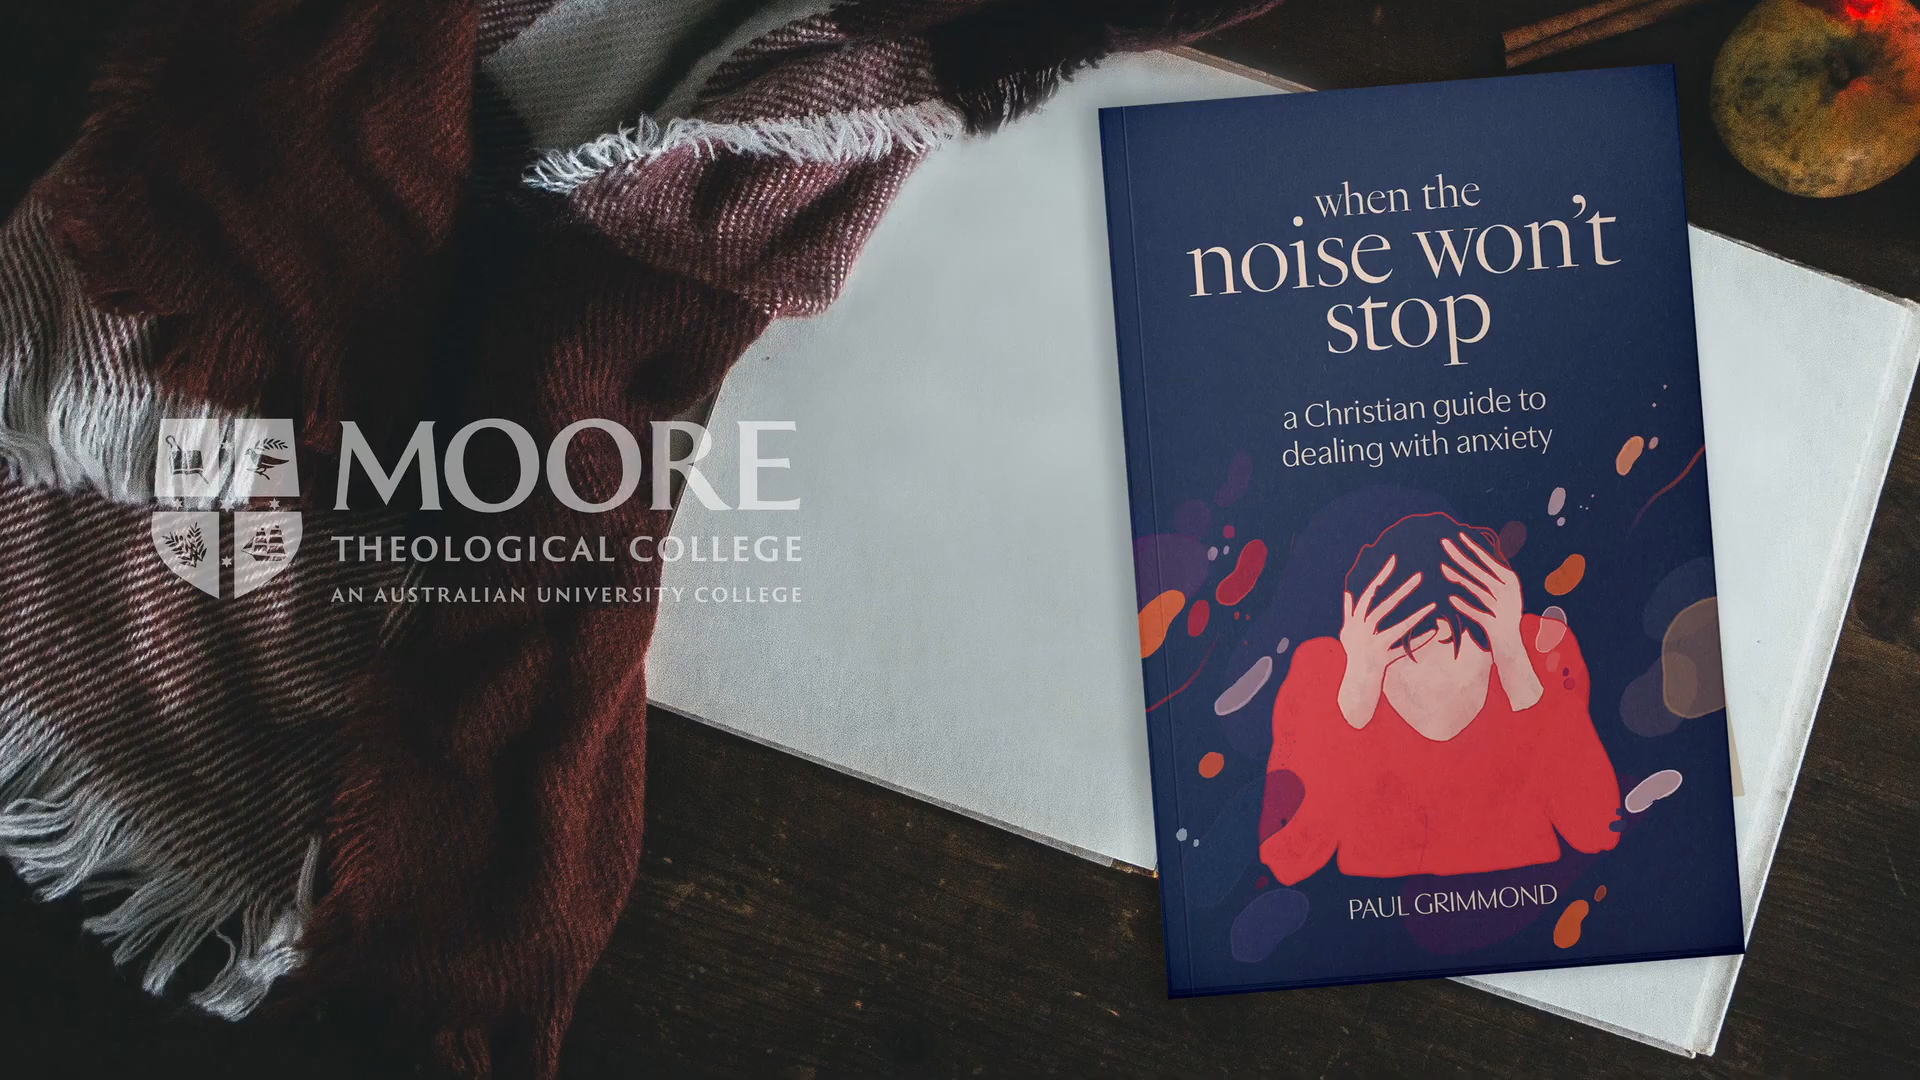 MOORE
THEOLOGICAL COLLEGE
AN AUSTRALIAN UNIVERSITY COLLEGE
when the
noise won't
stop
a Christian guide to
dealing with anxiety
PAUL GRIMMOND